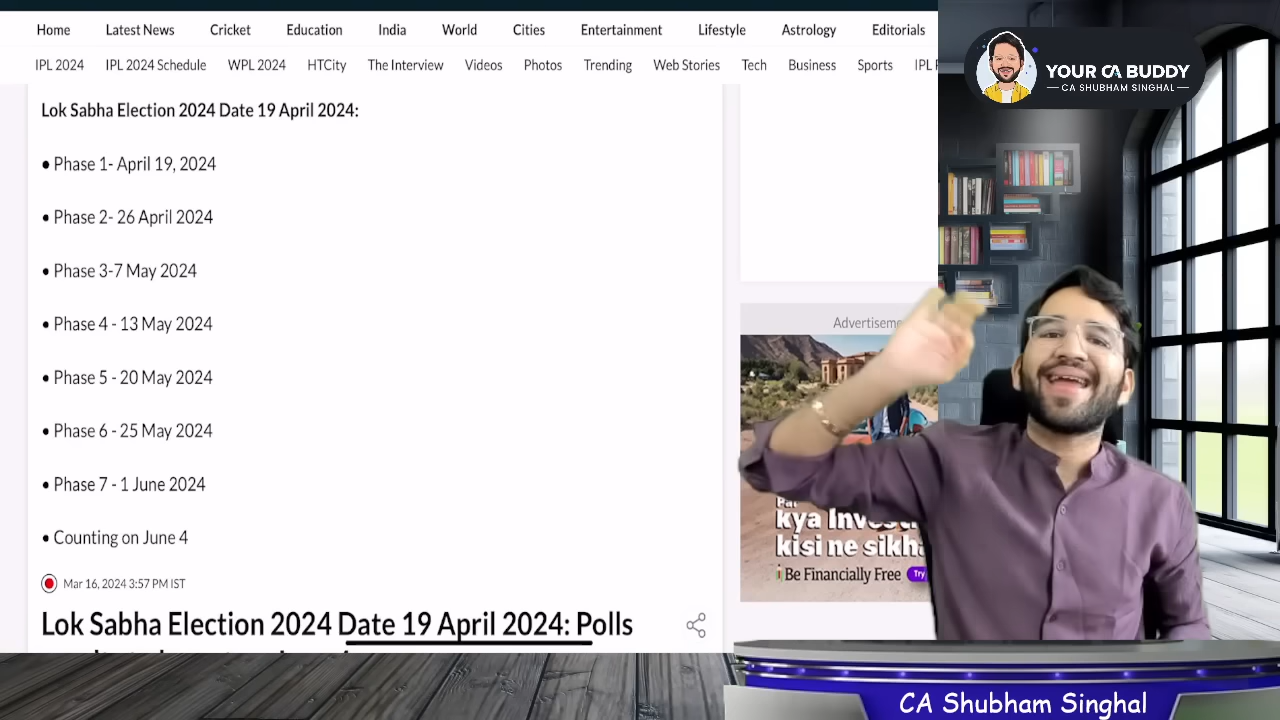 Home Latest News Cricket Education India World Cities Entertainment Lifestyle Astrology Editorials
IPL 2024 IPL 2024 Schedule WPL 2024 HTCity The Interview Videos Photos Trending Web Stories Tech Business Sports IPL
YOUR CA BUDDY
CA SHUBHAM SINGHAL
Lok Sabha Election 2024 Date 19 April 2024:
• Phase 1- April 19, 2024
• Phase 2- 26 April 2024
• Phase 3-7 May 2024
• Phase 4 - 13 May 2024
• Phase 5 - 20 May 2024
• Phase 6 - 25 May 2024
• Phase 7 - 1 June 2024
• Counting on June 4
Mar 16, 2024 3:57 PM IST
Lok Sabha Election 2024 Date 19 April 2024: Polls
Advertiseme
kya
kisi ne
Be Financially Free
Try
CA Shubham Singhal